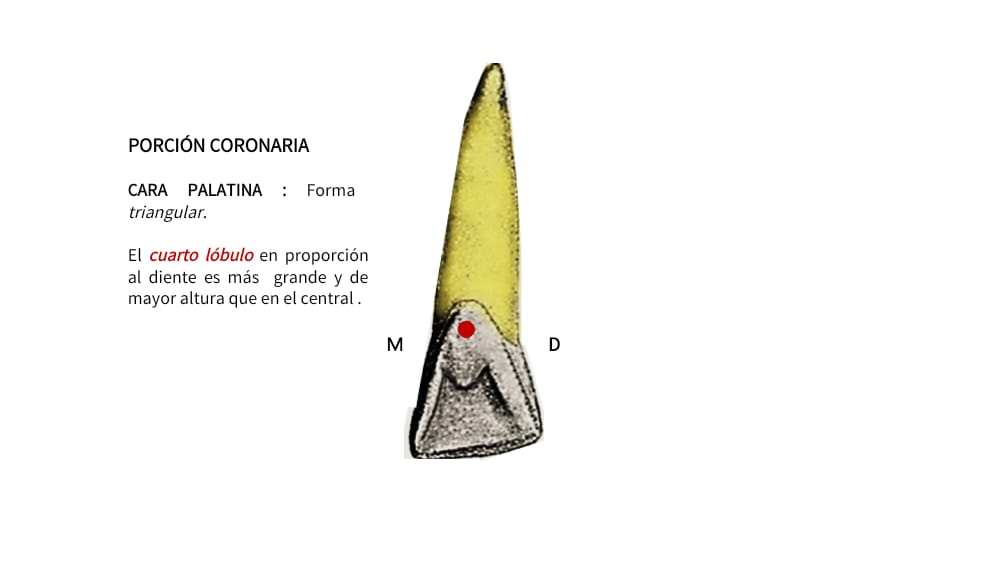 PORCIÓN CORONARIA
CARA PALATINA : Forma
triangular.
El cuarto lóbulo en proporción
al diente es más grande y de
mayor altura que en el central .
M
D